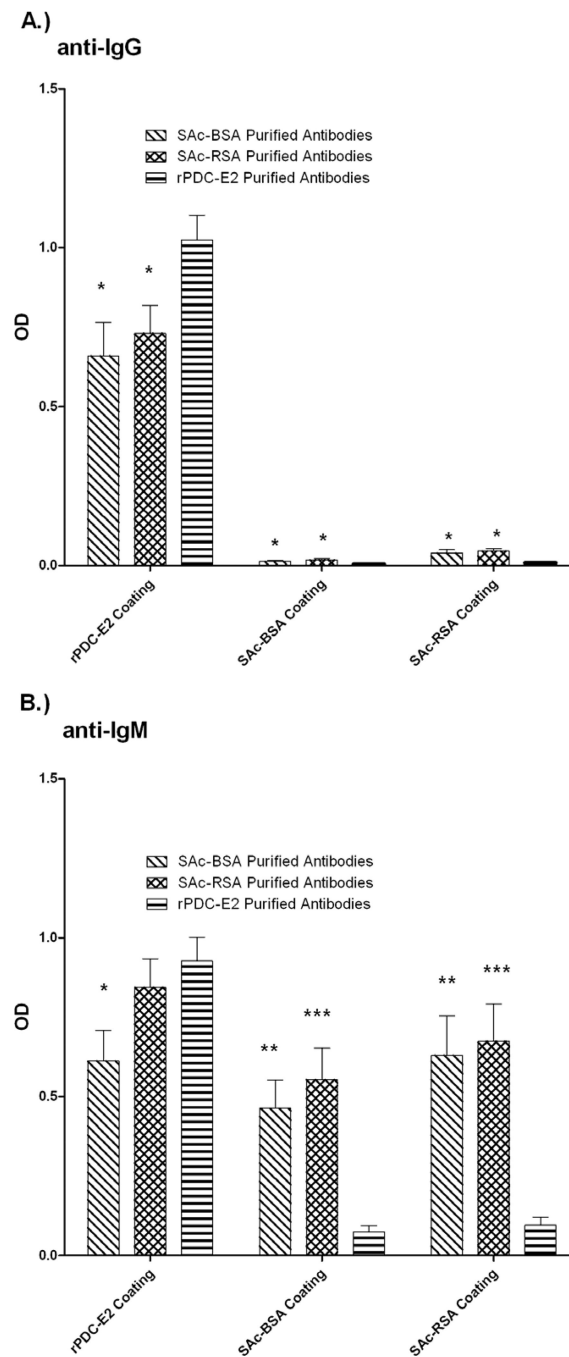 A.)
anti-IgG
1.5
SAc-BSA Purified Antibodies
SAc-RSA Purified Antibodies
rPDC-E2 Purified Antibodies
1.0
* *
OD
0.5
* * * *
0.0
rPDC-E2 Coating
SAc-BSA Coating
SAc-RSA Coating
B.)
anti-IgM
1.5
SAc-BSA Purified Antibodies
SAc-RSA Purified Antibodies
rPDC-E2 Purified Antibodies
1.0
* ** *** ** ***
OD
0.5
0.0
rPDC-E2 Coating
SAc-BSA Coating
SAc-RSA Coating